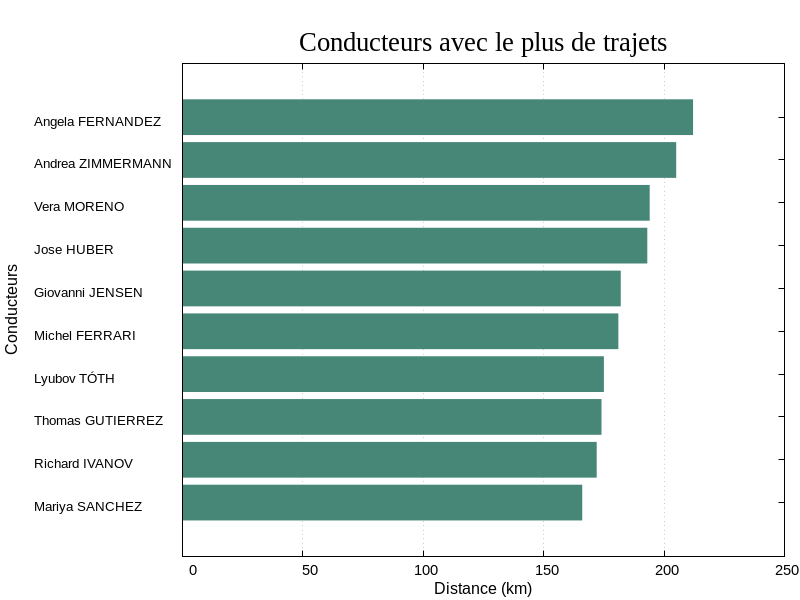 Conducteurs avec le plus de trajets
Angela FERNANDEZ
Andrea ZIMMERMANN
Vera MORENO
Jose HUBER
Giovanni JENSEN
Michel FERRARI
Lyubov TÓTH
Thomas GUTIERREZ
Richard IVANOV
Mariya SANCHEZ
Conducteurs
0 50 100 150 200 250
Distance (km)